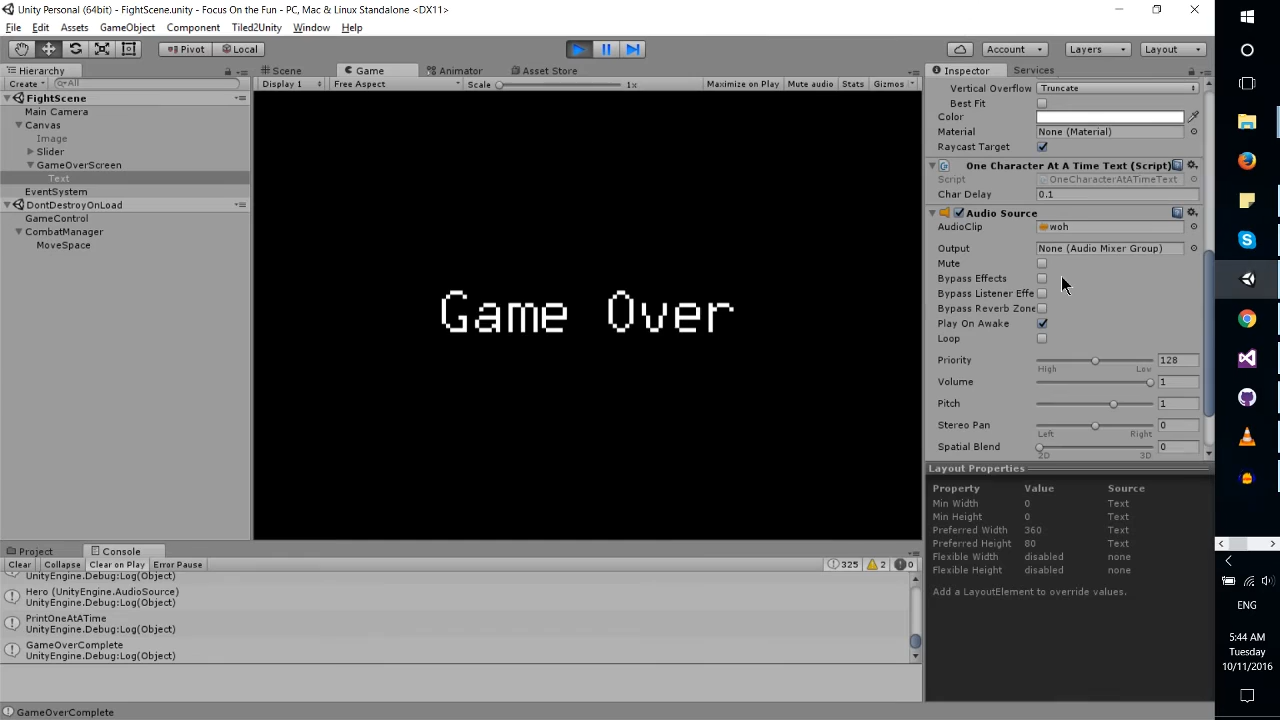 Unity Personal (64bit) - FightScene.unity - Focus On the Fun - PC, Mac & Linux Standalone <DX11>
File Edit Assets GameObject Component Tiled2Unity Window Help
Pivot Local Account Layers Layout
Hierarchy
Create All
FightScene
Main Camera
Canvas
Image
Slider
GameOverScreen
Text
EventSystem
DontDestroyOnLoad
GameControl
CombatManager
MoveSpace
Scene Game Animator Asset Store
Display 1 Free Aspect Scale 1x Maximize on Play Mute audio Stats Gizmos
Game Over
Inspector Services
Vertical Overflow Truncate
Best Fit
Color
Material None (Material)
Raycast Target
One Character At A Time Text (Script)
Script OneCharacterAtATimeText
Char Delay 0.1
Audio Source
AudioClip woh
Output None (Audio Mixer Group)
Mute
Bypass Effects
Bypass Listener Effe
Bypass Reverb Zone
Play On Awake
Loop
Priority 128
High Low
Volume 1
Pitch 1
Stereo Pan 0
Left Right
Spatial Blend 0
2D 3D
Layout Properties
Property Value Source
Min Width 0 Text
Min Height 0 Text
Preferred Width 360 Text
Preferred Height 80 Text
Flexible Width disabled none
Flexible Height disabled none
Add a LayoutElement to override values.
Project Console
Clear Collapse Clear on Play Error Pause 325 2 0
UnityEngine.Debug:Log(Object)
Hero (UnityEngine.AudioSource)
UnityEngine.Debug:Log(Object)
PrintOneAtATime
UnityEngine.Debug:Log(Object)
GameOverComplete
UnityEngine.Debug:Log(Object)
GameOverComplete
ENG
5:44 AM
Tuesday
10/11/2016